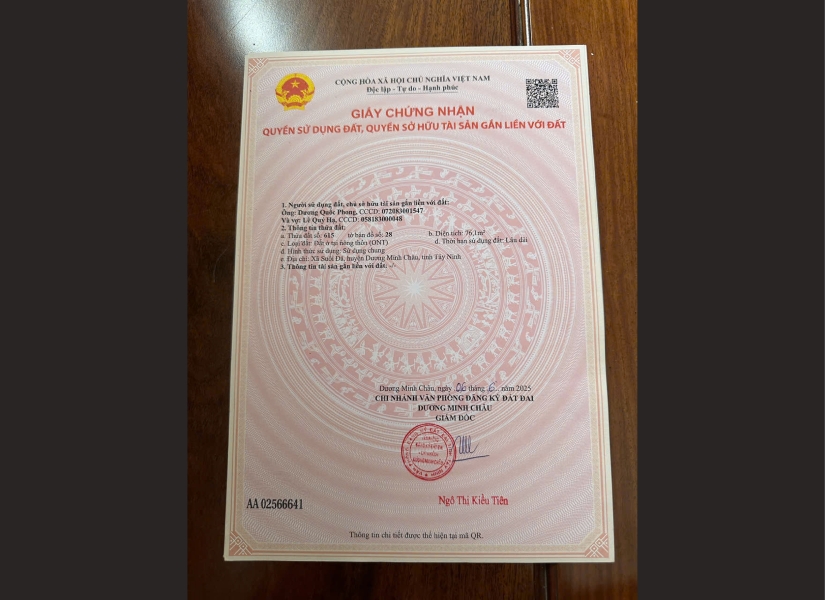 CỘNG HÒA XÃ HỘI CHỦ NGHĨA VIỆT NAM
Độc lập - Tự do - Hạnh phúc
GIẤY CHỨNG NHẬN
QUYỀN SỬ DỤNG ĐẤT, QUYỀN SỞ HỮU TÀI SẢN GẮN LIỀN VỚI ĐẤT
1. Người sử dụng đất, chủ sở hữu tài sản gắn liền với đất:
Ông: Dương Quốc Phong, CCCD: 072083001547
Và vợ: Lê Quý Hạ, CCCD: 058183000048
2. Thông tin thửa đất:
a. Thửa đất số: 615 tờ bản đồ số: 28 b. Diện tích: 76,1m²
c. Loại đất: Đất ở tại nông thôn (ONT) d. Thời hạn sử dụng đất: Lâu dài
đ. Hình thức sử dụng: Sử dụng chung
e. Địa chỉ: Xã Suối Đá, huyện Dương Minh Châu, tỉnh Tây Ninh
3. Thông tin tài sản gắn liền với đất: -/-
Dương Minh Châu, ngày 06 tháng 6 năm 2025
CHI NHÁNH VĂN PHÒNG ĐĂNG KÝ ĐẤT ĐAI
DƯƠNG MINH CHÂU
GIÁM ĐỐC
Ngô Thị Kiều Tiên
AA 02566641
Thông tin chi tiết được thể hiện tại mã QR.